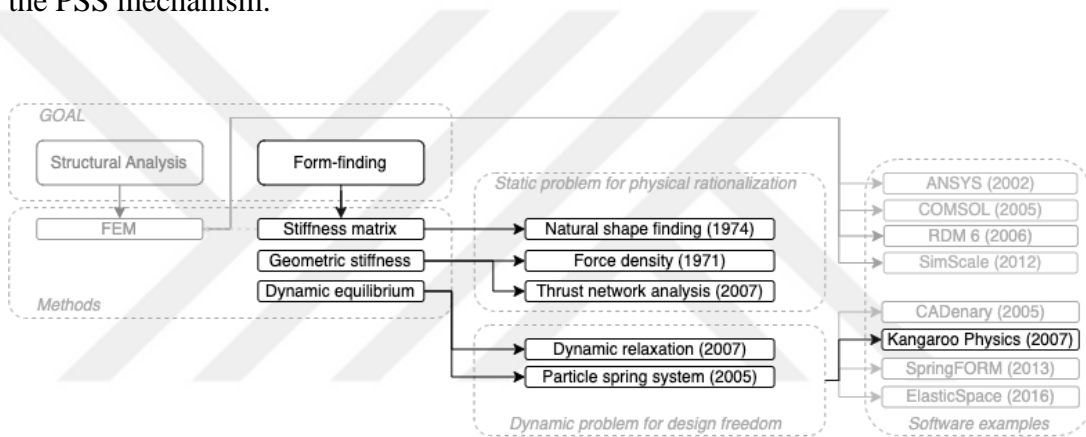 the PSS mechanism.
GOAL
Structural Analysis
Form-finding
FEM
Stiffness matrix
Geometric stiffness
Dynamic equilibrium
Methods
Static problem for physical rationalization
Natural shape finding (1974)
Force density (1971)
Thrust network analysis (2007)
Dynamic relaxation (2007)
Particle spring system (2005)
Dynamic problem for design freedom
ANSYS (2002)
COMSOL (2005)
RDM 6 (2006)
SimScale (2012)
CADenary (2005)
Kangaroo Physics (2007)
SpringFORM (2013)
ElasticSpace (2016)
Software examples